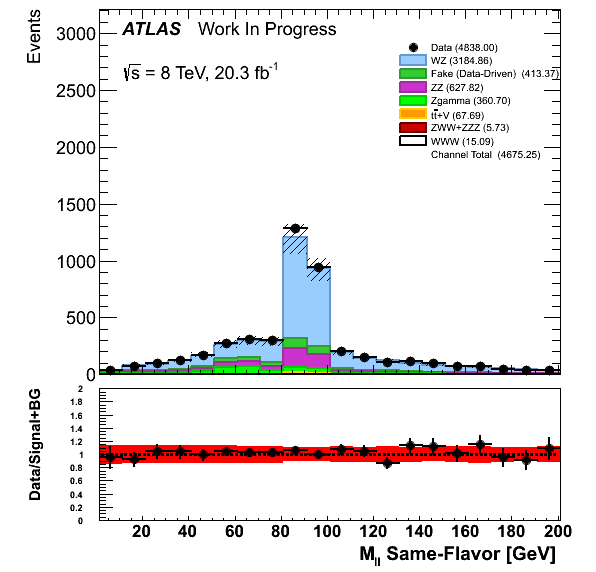 Events
3000
2500
2000
1500
1000
500
0
ATLAS Work In Progress
√s = 8 TeV, 20.3 fb⁻¹
Data (4838.00)
WZ (3184.86)
Fake (Data-Driven) (413.37)
ZZ (627.82)
Zgamma (360.70)
tt̄+V (67.69)
ZWW+ZZZ (5.73)
WWW (15.09)
Channel Total (4675.25)
Data/Signal+BG
2
1.8
1.6
1.4
1.2
1
0.8
0.6
0.4
0.2
0
20 40 60 80 100 120 140 160 180 200
M_ll Same-Flavor [GeV]